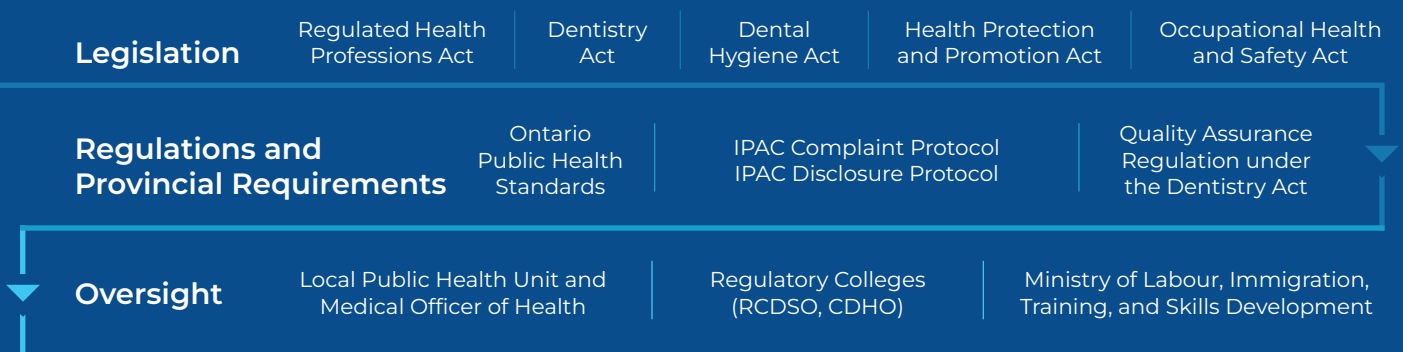 Legislation
Regulated Health
Professions Act
Dentistry
Act
Dental
Hygiene Act
Health Protection
and Promotion Act
Occupational Health
and Safety Act
Regulations and
Provincial Requirements
Ontario
Public Health
Standards
IPAC Complaint Protocol
IPAC Disclosure Protocol
Quality Assurance
Regulation under
the Dentistry Act
Oversight
Local Public Health Unit and
Medical Officer of Health
Regulatory Colleges
(RCDSO, CDHO)
Ministry of Labour, Immigration,
Training, and Skills Development